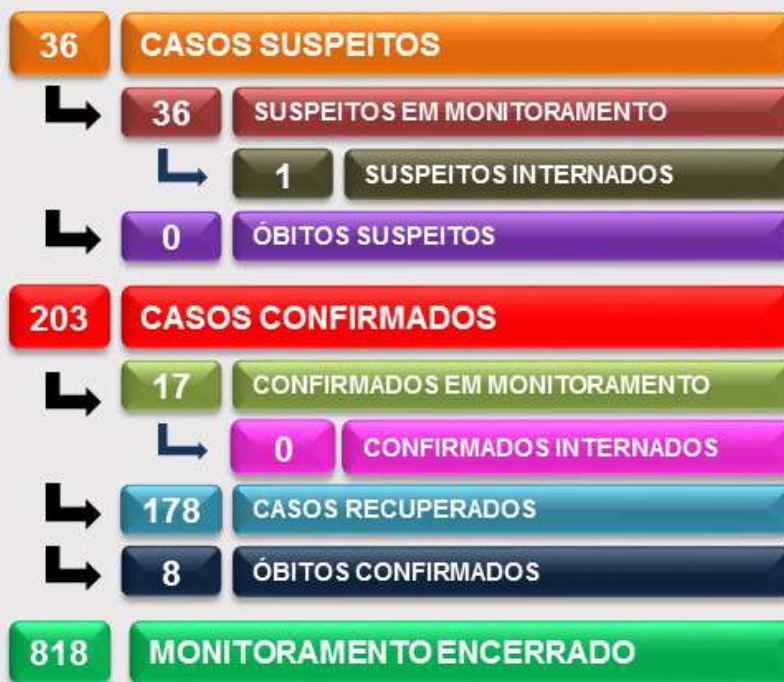 36 CASOS SUSPEITOS
36 SUSPEITOS EM MONITORAMENTO
1 SUSPEITOS INTERNADOS
0 ÓBITOS SUSPEITOS
203 CASOS CONFIRMADOS
17 CONFIRMADOS EM MONITORAMENTO
0 CONFIRMADOS INTERNADOS
178 CASOS RECUPERADOS
8 ÓBITOS CONFIRMADOS
818 MONITORAMENTO ENCERRADO